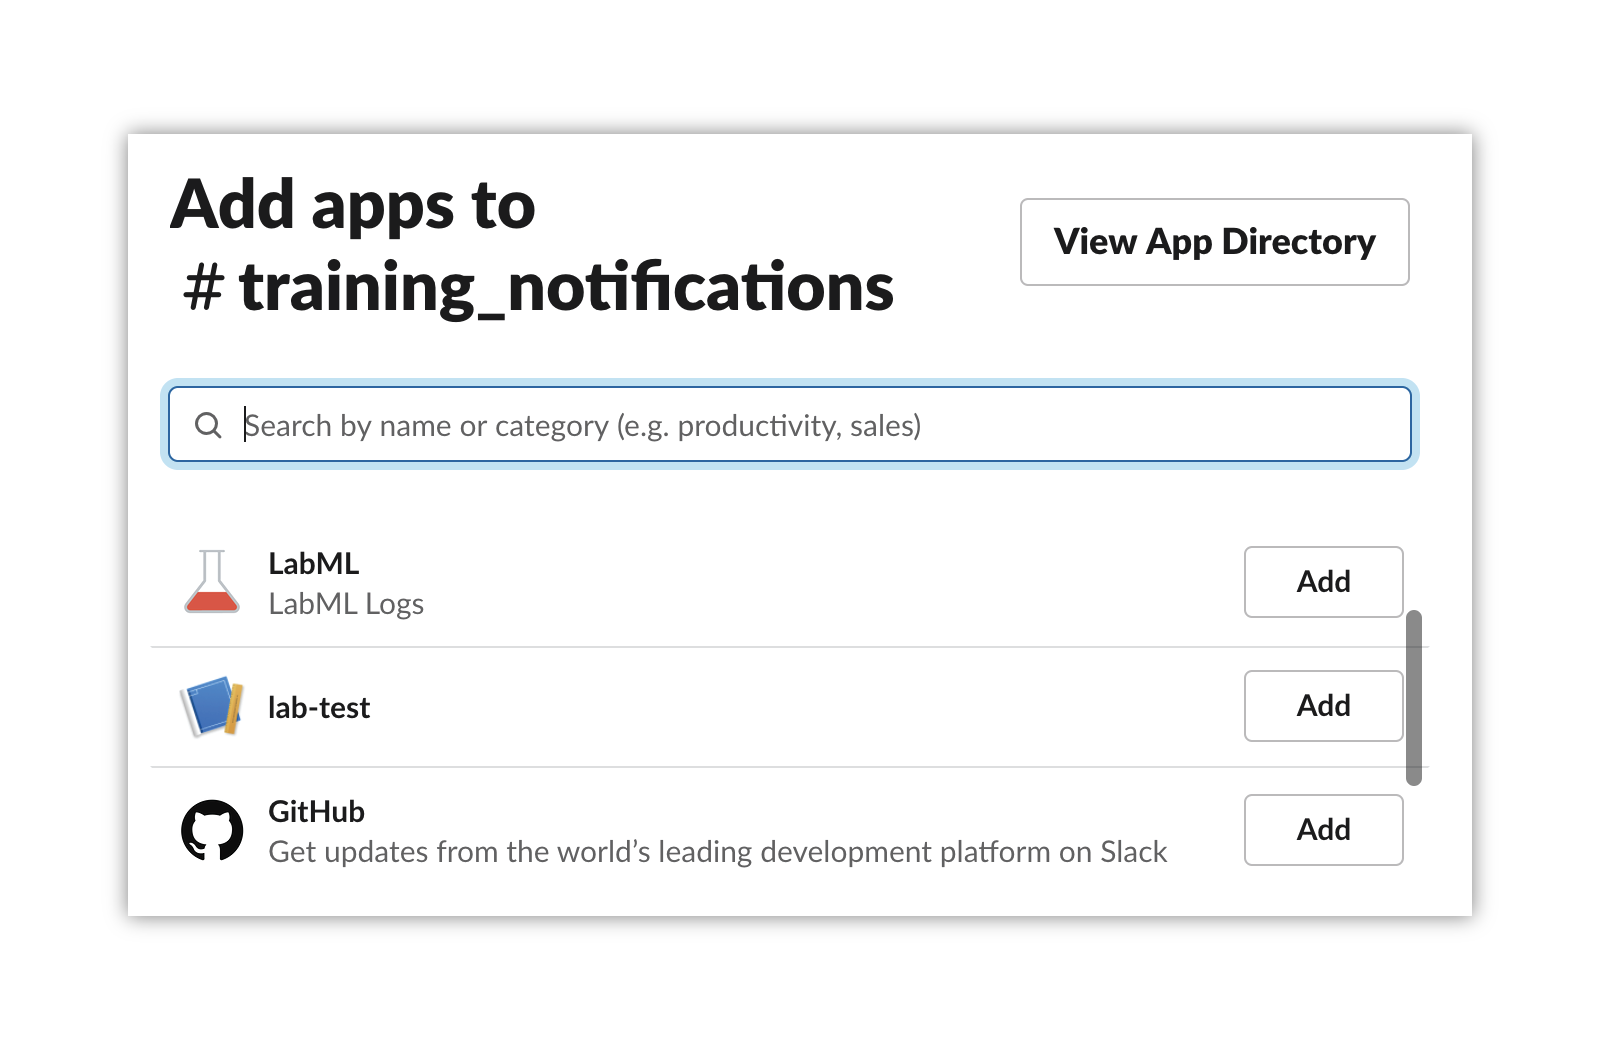 Add apps to
# training_notifications
View App Directory
Search by name or category (e.g. productivity, sales)
LabML
LabML Logs
Add
lab-test
Add
GitHub
Get updates from the world’s leading development platform on Slack
Add